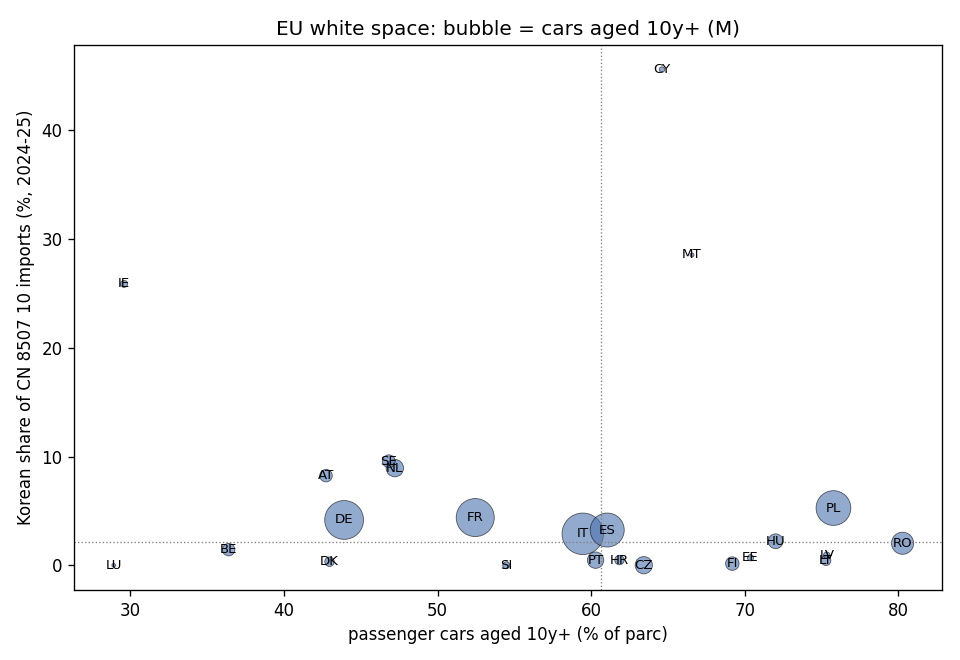 EU white space: bubble = cars aged 10y+ (M)
Korean share of CN 8507 10 imports (%, 2024-25)
40
30
20
10
0
CY
MT
IE
SE
NL
AT
DE
FR
IT
ES
PL
HU
RO
BE
LU
DK
SI
PT
HR
CZ
FI
EE
LV
LT
30
40
50
60
70
80
passenger cars aged 10y+ (% of parc)